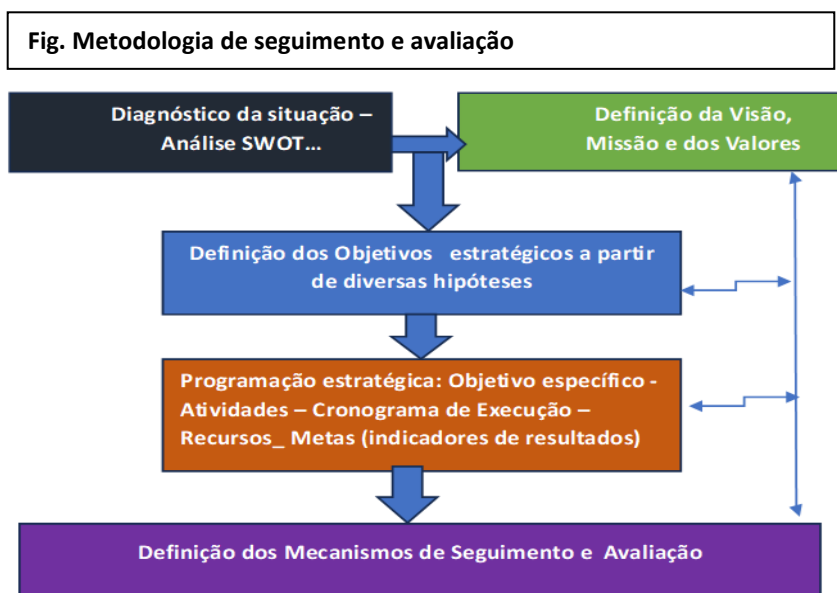 Fig. Metodologia de seguimento e avaliação
Diagnóstico da situação –
Análise SWOT...
Definição da Visão,
Missão e dos Valores
Definição dos Objetivos estratégicos a partir
de diversas hipóteses
Programação estratégica: Objetivo específico -
Atividades – Cronograma de Execução –
Recursos_ Metas (indicadores de resultados)
Definição dos Mecanismos de Seguimento e Avaliação